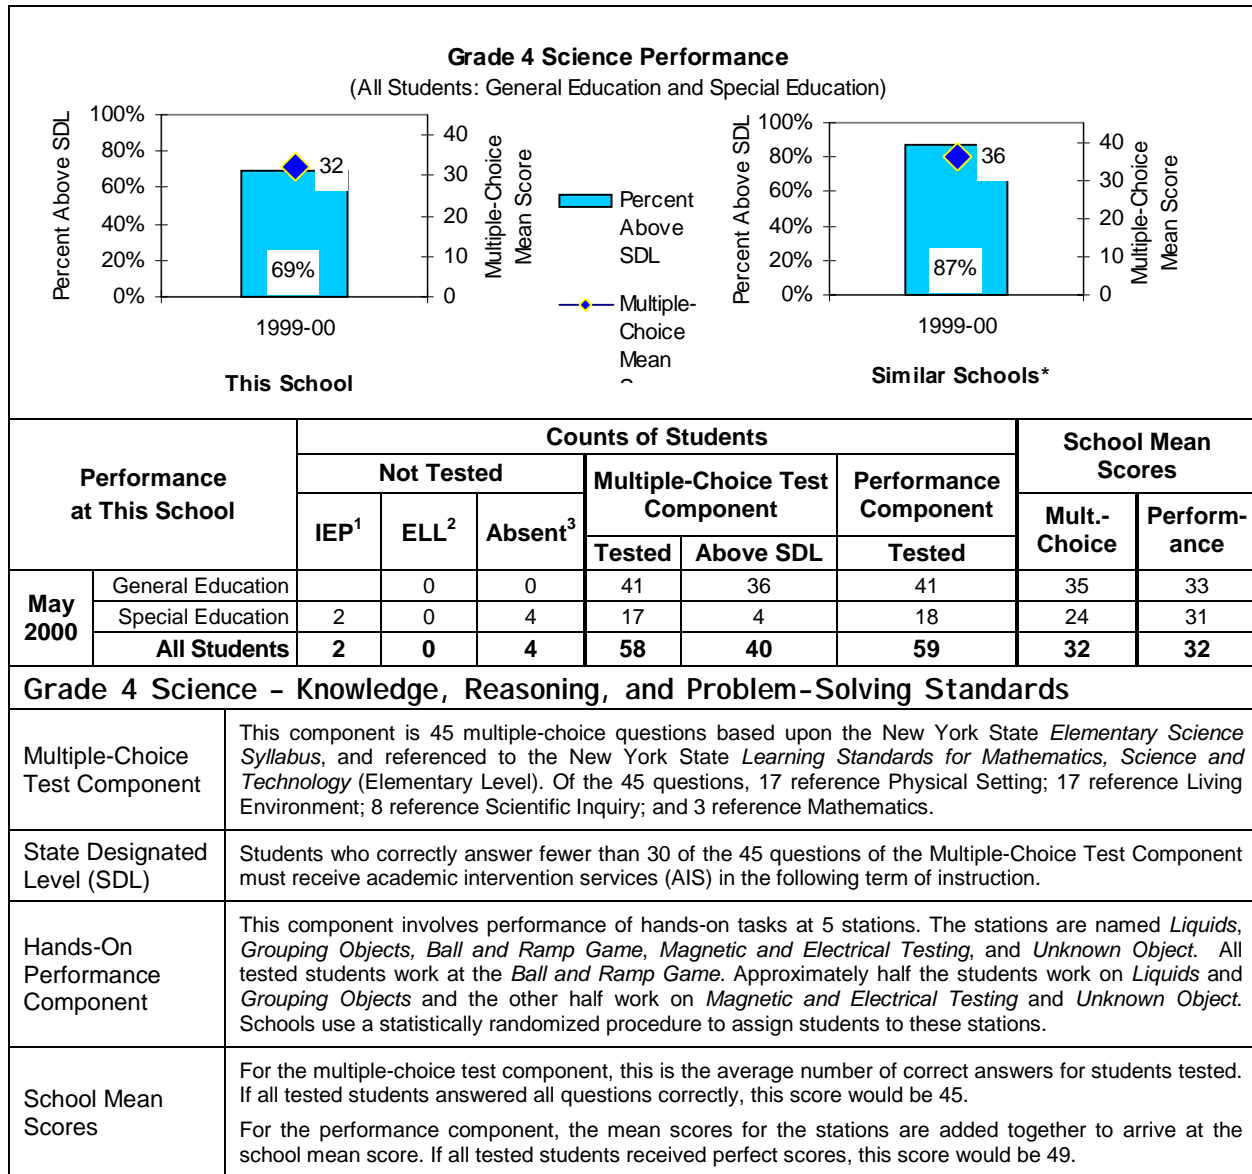 Grade 4 Science Performance
(All Students: General Education and Special Education)
Percent Above SDL
100%
80%
60%
40%
20%
0%
32
69%
40
30
20
10
0
Multiple-Choice
Mean Score
1999-00
This School
Percent
Above
SDL
Multiple-
Choice
Mean
Percent Above SDL
100%
80%
60%
40%
20%
0%
36
87%
40
30
20
10
0
Multiple-Choice
Mean Score
1999-00
Similar Schools*
Performance
at This School
Counts of Students
School Mean
Scores
Not Tested
Multiple-Choice Test
Component
Performance
Component
IEP1 ELL2 Absent3
Tested Above SDL Tested
Mult.-
Choice
Perform-
ance
May
2000
General Education 0 0 41 36 41 35 33
Special Education 2 0 4 17 4 18 24 31
All Students 2 0 4 58 40 59 32 32
Grade 4 Science – Knowledge, Reasoning, and Problem-Solving Standards
Multiple-Choice
Test Component
This component is 45 multiple-choice questions based upon the New York State Elementary Science
Syllabus, and referenced to the New York State Learning Standards for Mathematics, Science and
Technology (Elementary Level). Of the 45 questions, 17 reference Physical Setting; 17 reference Living
Environment; 8 reference Scientific Inquiry; and 3 reference Mathematics.
State Designated
Level (SDL)
Students who correctly answer fewer than 30 of the 45 questions of the Multiple-Choice Test Component
must receive academic intervention services (AIS) in the following term of instruction.
Hands-On
Performance
Component
This component involves performance of hands-on tasks at 5 stations. The stations are named Liquids,
Grouping Objects, Ball and Ramp Game, Magnetic and Electrical Testing, and Unknown Object. All
tested students work at the Ball and Ramp Game. Approximately half the students work on Liquids and
Grouping Objects and the other half work on Magnetic and Electrical Testing and Unknown Object.
Schools use a statistically randomized procedure to assign students to these stations.
School Mean
Scores
For the multiple-choice test component, this is the average number of correct answers for students tested.
If all tested students answered all questions correctly, this score would be 45.
For the performance component, the mean scores for the stations are added together to arrive at the
school mean score. If all tested students received perfect scores, this score would be 49.